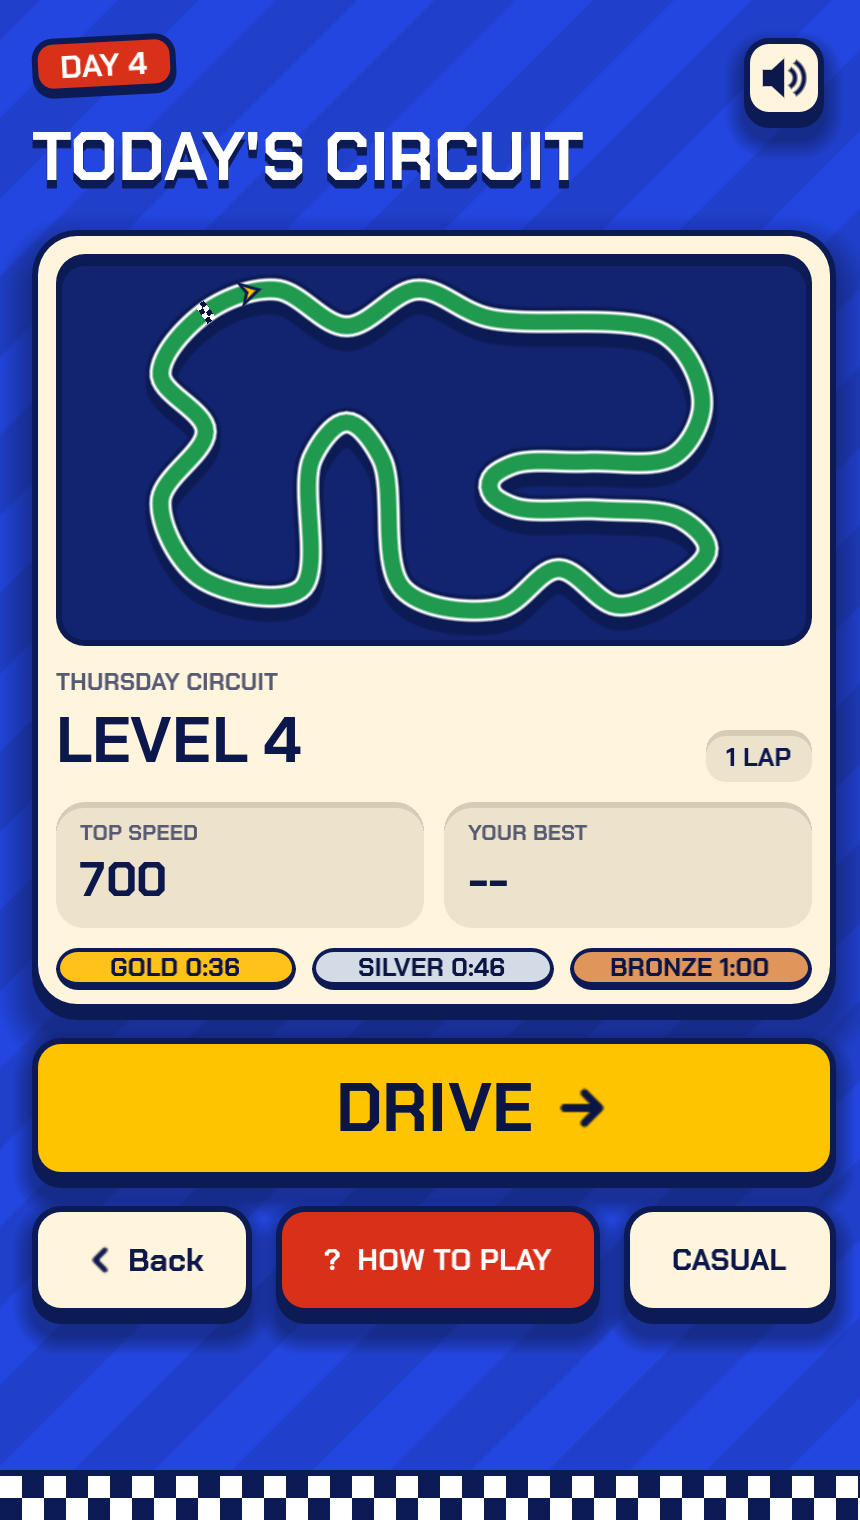 DAY 4
TODAY'S CIRCUIT
THURSDAY CIRCUIT
LEVEL 4
1 LAP
TOP SPEED
YOUR BEST
700
--
GOLD 0:36
SILVER 0:46
BRONZE 1:00
DRIVE →
Back
? HOW TO PLAY
CASUAL